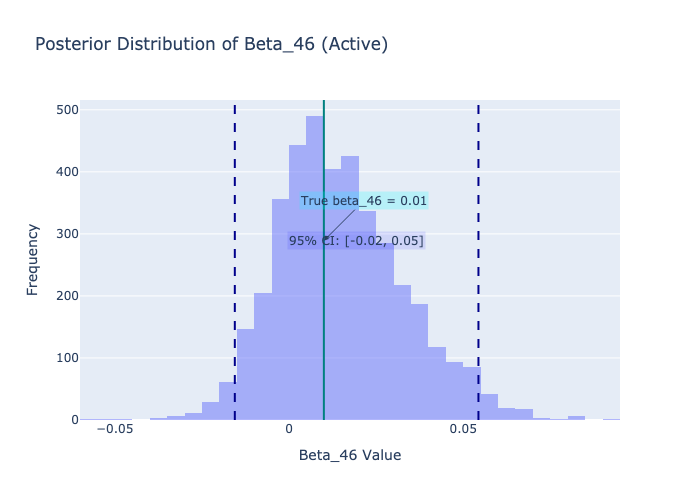 Posterior Distribution of Beta_46 (Active)
500
400
300
200
100
0
Frequency
True beta_46 = 0.01
95% CI: [-0.02, 0.05]
−0.05
0
0.05
Beta_46 Value